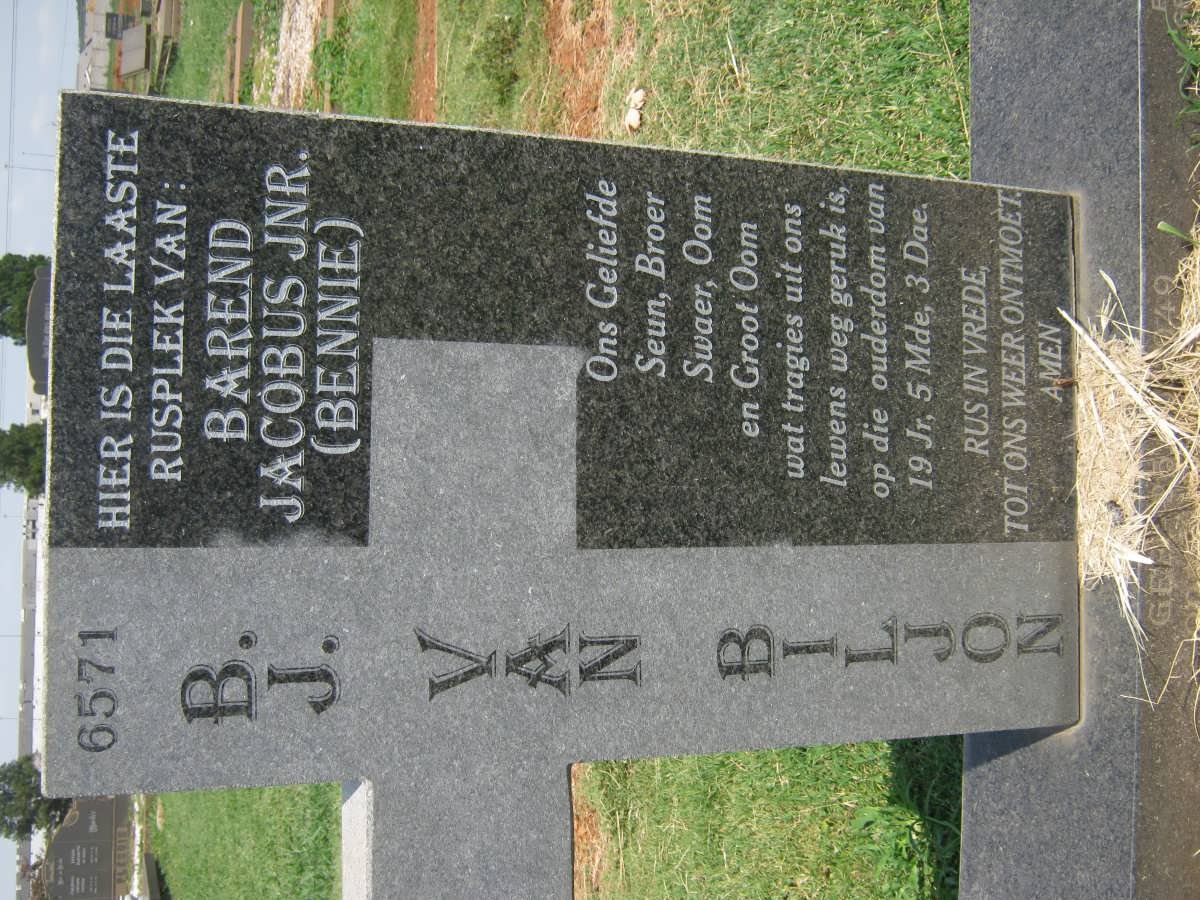 6571
B.
J.
VAN
BILJON
HIER IS DIE LAASTE
RUSPLEK VAN:
BAREND
JACOBUS JNR.
(BENNIE)
Ons Geliefde
Seun, Broer
Swaer, Oom
en Groot Oom
wat tragies uit ons
lewens weg geruk is,
op die ouderdom van
19 Jr, 5 Mde, 3 Dae.
RUS IN VREDE,
TOT ONS WEER ONTMOET.
AMEN